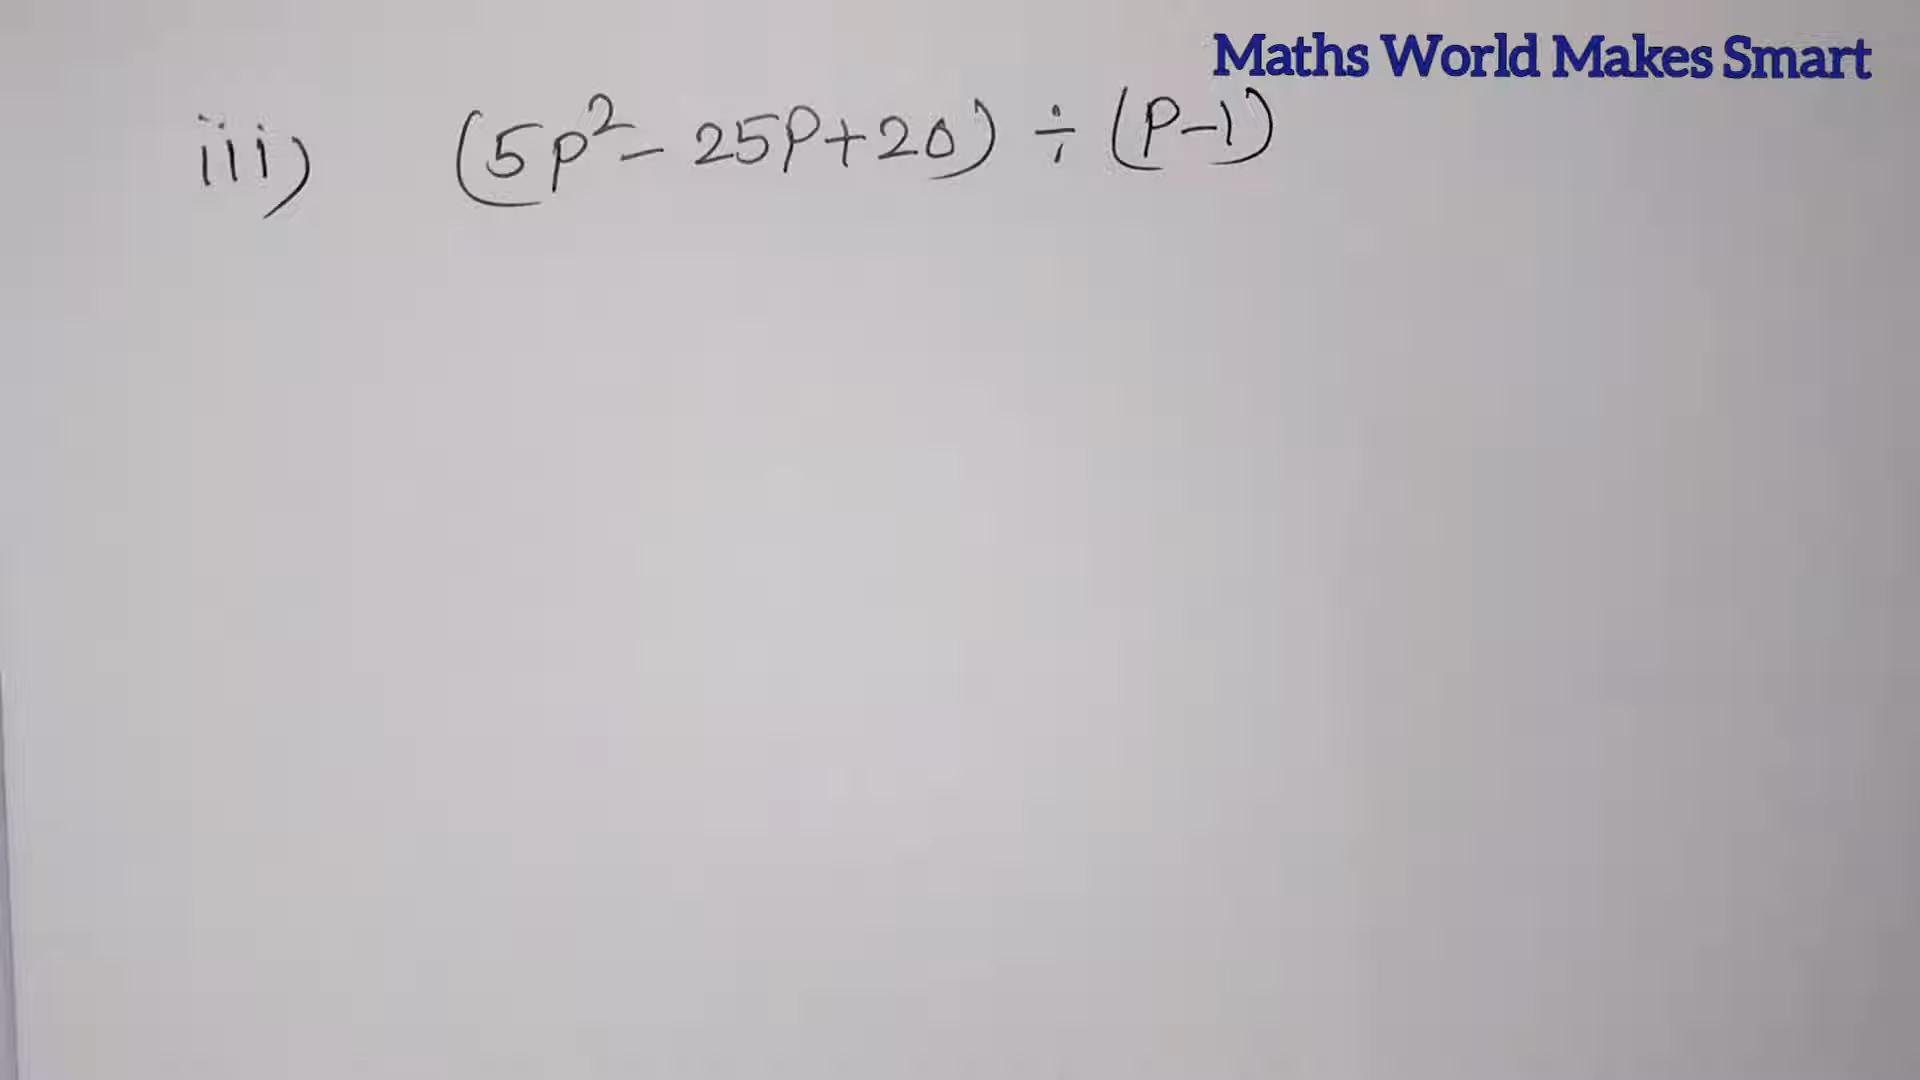 Maths World Makes Smart
iii) (5p² - 25p + 20) ÷ (p-1)